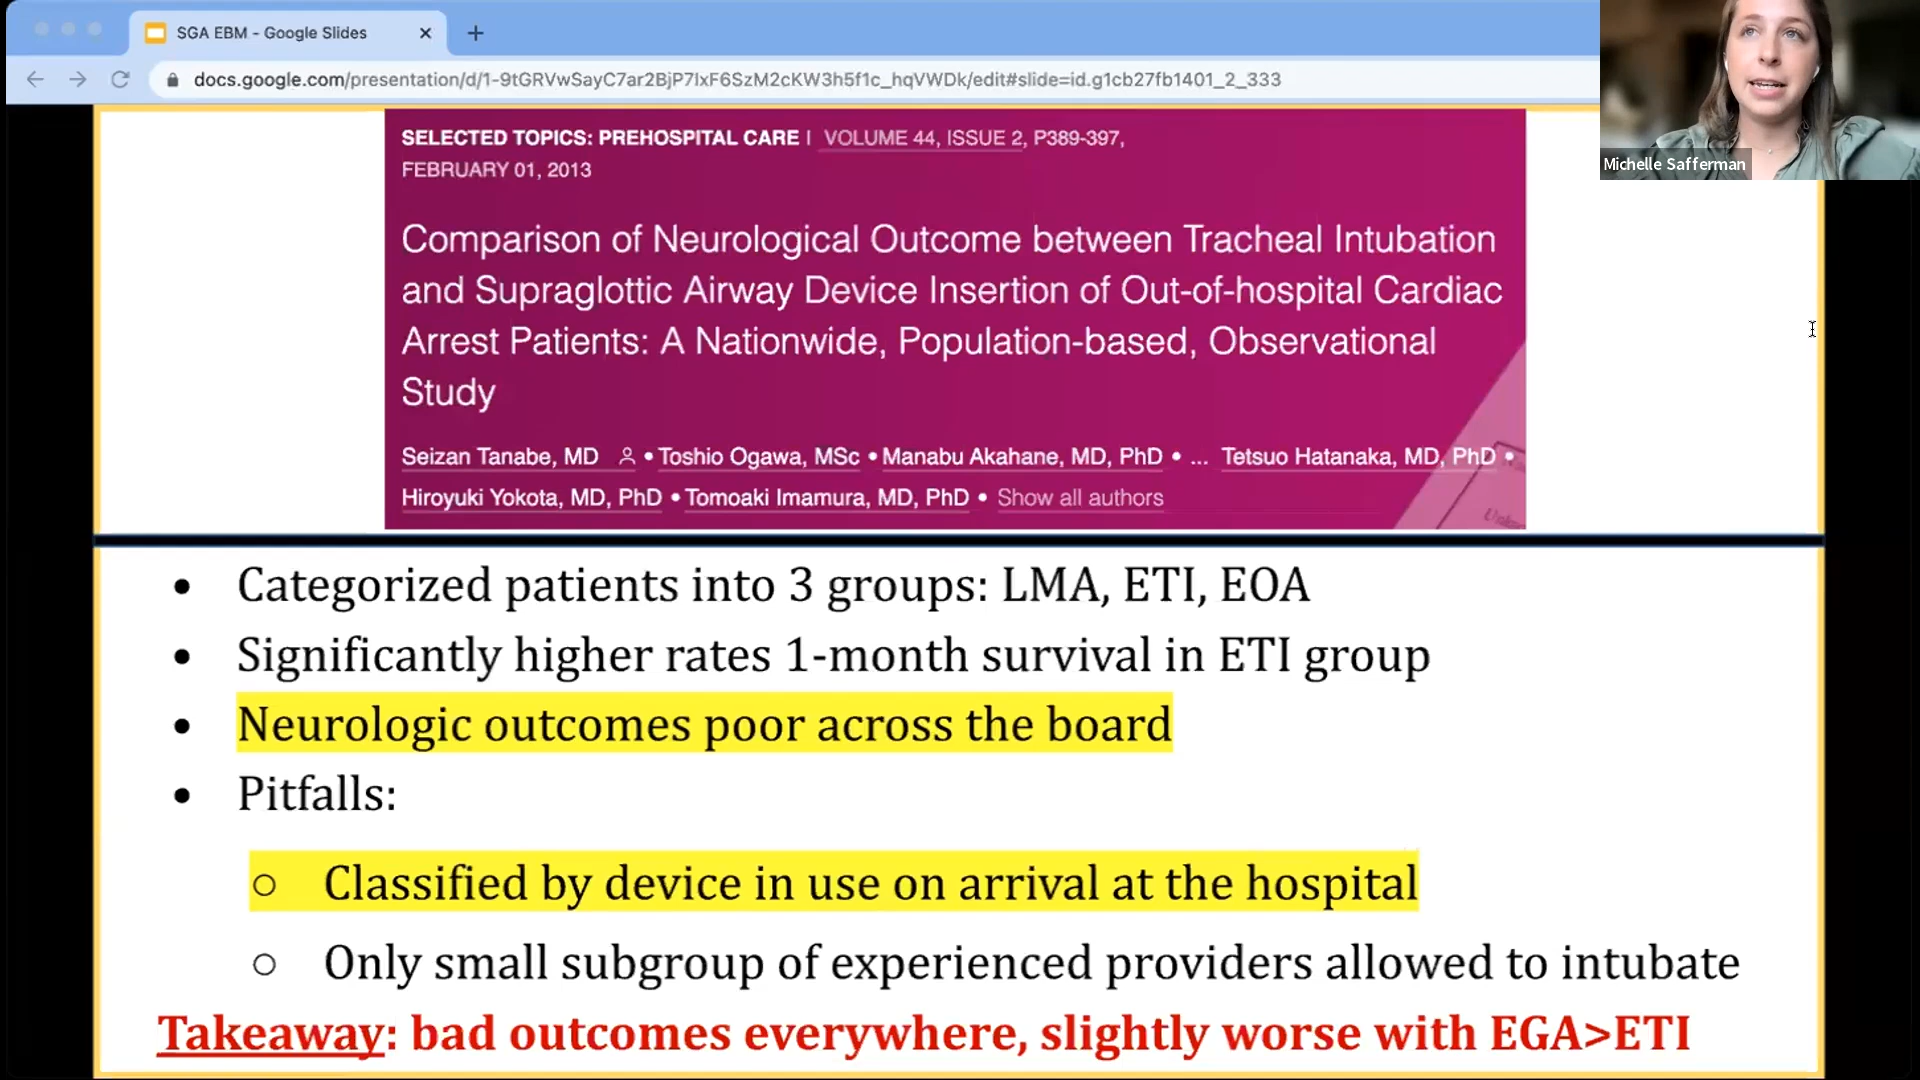 SGA EBM - Google Slides
docs.google.com/presentation/d/1-9tGRVwSayC7ar2BjP7IxF6SzM2cKW3h5f1c_hqVWDk/edit#slide=id.g1cb27fb1401_2_333
Michelle Safferman
SELECTED TOPICS: PREHOSPITAL CARE | VOLUME 44, ISSUE 2, P389-397,
FEBRUARY 01, 2013
Comparison of Neurological Outcome between Tracheal Intubation
and Supraglottic Airway Device Insertion of Out-of-hospital Cardiac
Arrest Patients: A Nationwide, Population-based, Observational
Study
Seizan Tanabe, MD • Toshio Ogawa, MSc • Manabu Akahane, MD, PhD • ... Tetsuo Hatanaka, MD, PhD •
Hiroyuki Yokota, MD, PhD • Tomoaki Imamura, MD, PhD • Show all authors
• Categorized patients into 3 groups: LMA, ETI, EOA
• Significantly higher rates 1-month survival in ETI group
• Neurologic outcomes poor across the board
• Pitfalls:
○ Classified by device in use on arrival at the hospital
○ Only small subgroup of experienced providers allowed to intubate
Takeaway: bad outcomes everywhere, slightly worse with EGA>ETI